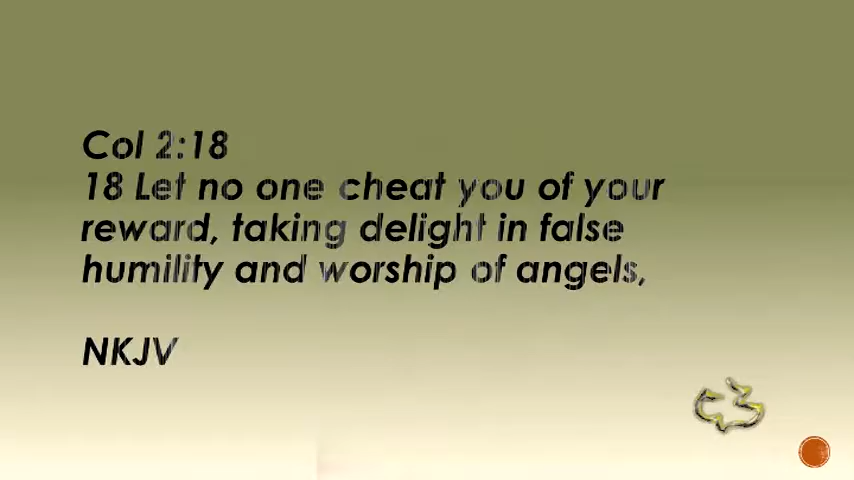 Col 2:18
18 Let no one cheat you of your
reward, taking delight in false
humility and worship of angels,
NKJV
C3